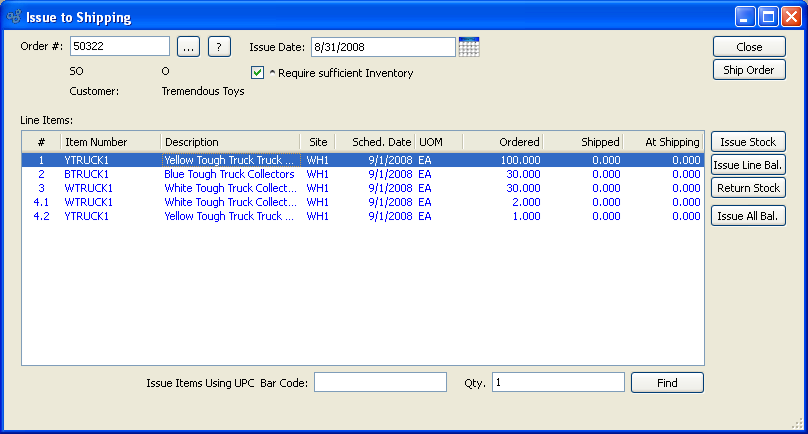 Issue to Shipping
Order #: 50322 ... ? Issue Date: 8/31/2008 Close
SO O ^ Require sufficient Inventory Ship Order
Customer: Tremendous Toys
Line Items:
# Item Number Description Site Sched. Date UOM Ordered Shipped At Shipping Issue Stock
1 YTRUCK1 Yellow Tough Truck Truck ... WH1 9/1/2008 EA 100.000 0.000 0.000 Issue Line Bal.
2 BTRUCK1 Blue Tough Truck Collectors WH1 9/1/2008 EA 30.000 0.000 0.000
3 WTRUCK1 White Tough Truck Collect... WH1 9/1/2008 EA 30.000 0.000 0.000 Return Stock
4.1 WTRUCK1 White Tough Truck Collect... WH1 9/1/2008 EA 2.000 0.000 0.000
4.2 YTRUCK1 Yellow Tough Truck Truck ... WH1 9/1/2008 EA 1.000 0.000 0.000 Issue All Bal.
Issue Items Using UPC Bar Code: Qty. 1 Find